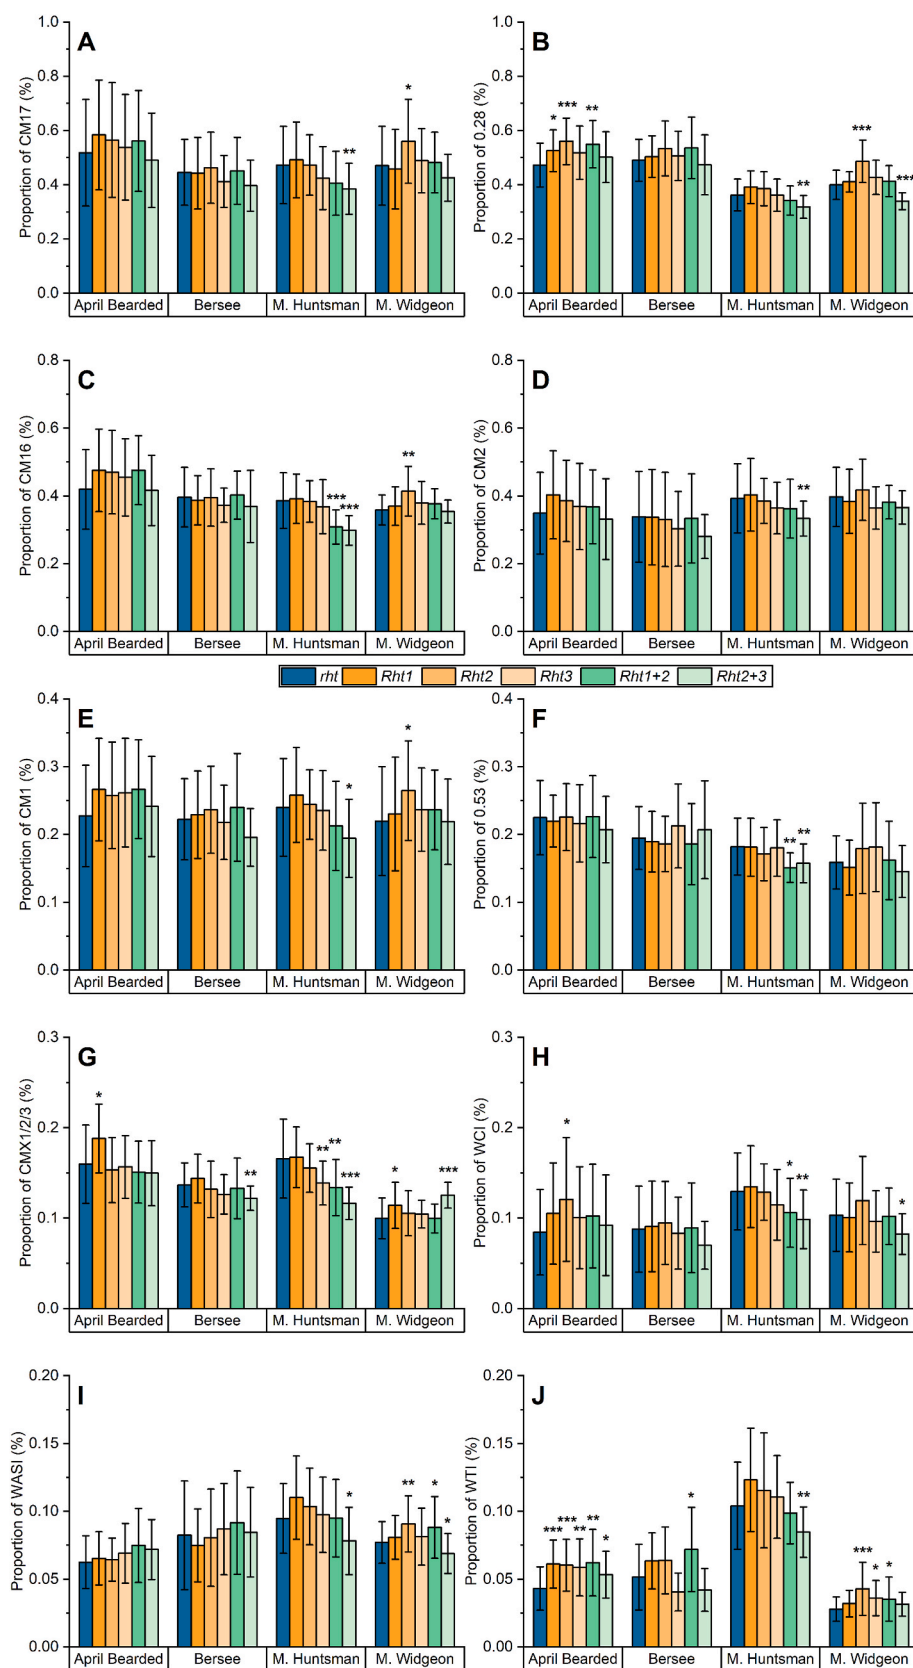 A
Proportion of CM17 (%)
1.0
0.8
0.6
0.4
0.2
0.0
*
**
April Bearded Bersee M. Huntsman M. Widgeon
B
Proportion of 0.28 (%)
1.0
0.8
0.6
0.4
0.2
0.0
* *** ** ** *** ***
April Bearded Bersee M. Huntsman M. Widgeon
C
Proportion of CM16 (%)
0.8
0.6
0.4
0.2
0.0
*** *** **
April Bearded Bersee M. Huntsman M. Widgeon
D
Proportion of CM2 (%)
0.8
0.6
0.4
0.2
0.0
**
April Bearded Bersee M. Huntsman M. Widgeon
rht Rht1 Rht2 Rht3 Rht1+2 Rht2+3
E
Proportion of CM1 (%)
0.4
0.3
0.2
0.1
0.0
* *
April Bearded Bersee M. Huntsman M. Widgeon
F
Proportion of 0.53 (%)
0.4
0.3
0.2
0.1
0.0
** **
April Bearded Bersee M. Huntsman M. Widgeon
G
Proportion of CMX1/2/3 (%)
0.3
0.2
0.1
0.0
* ** ** ** *** * ***
April Bearded Bersee M. Huntsman M. Widgeon
H
Proportion of WCI (%)
0.3
0.2
0.1
0.0
* * ** *
April Bearded Bersee M. Huntsman M. Widgeon
I
Proportion of WASI (%)
0.20
0.15
0.10
0.05
0.00
* ** * *
April Bearded Bersee M. Huntsman M. Widgeon
J
Proportion of WTI (%)
0.20
0.15
0.10
0.05
0.00
*** *** ** ** * * ** *** * *
April Bearded Bersee M. Huntsman M. Widgeon